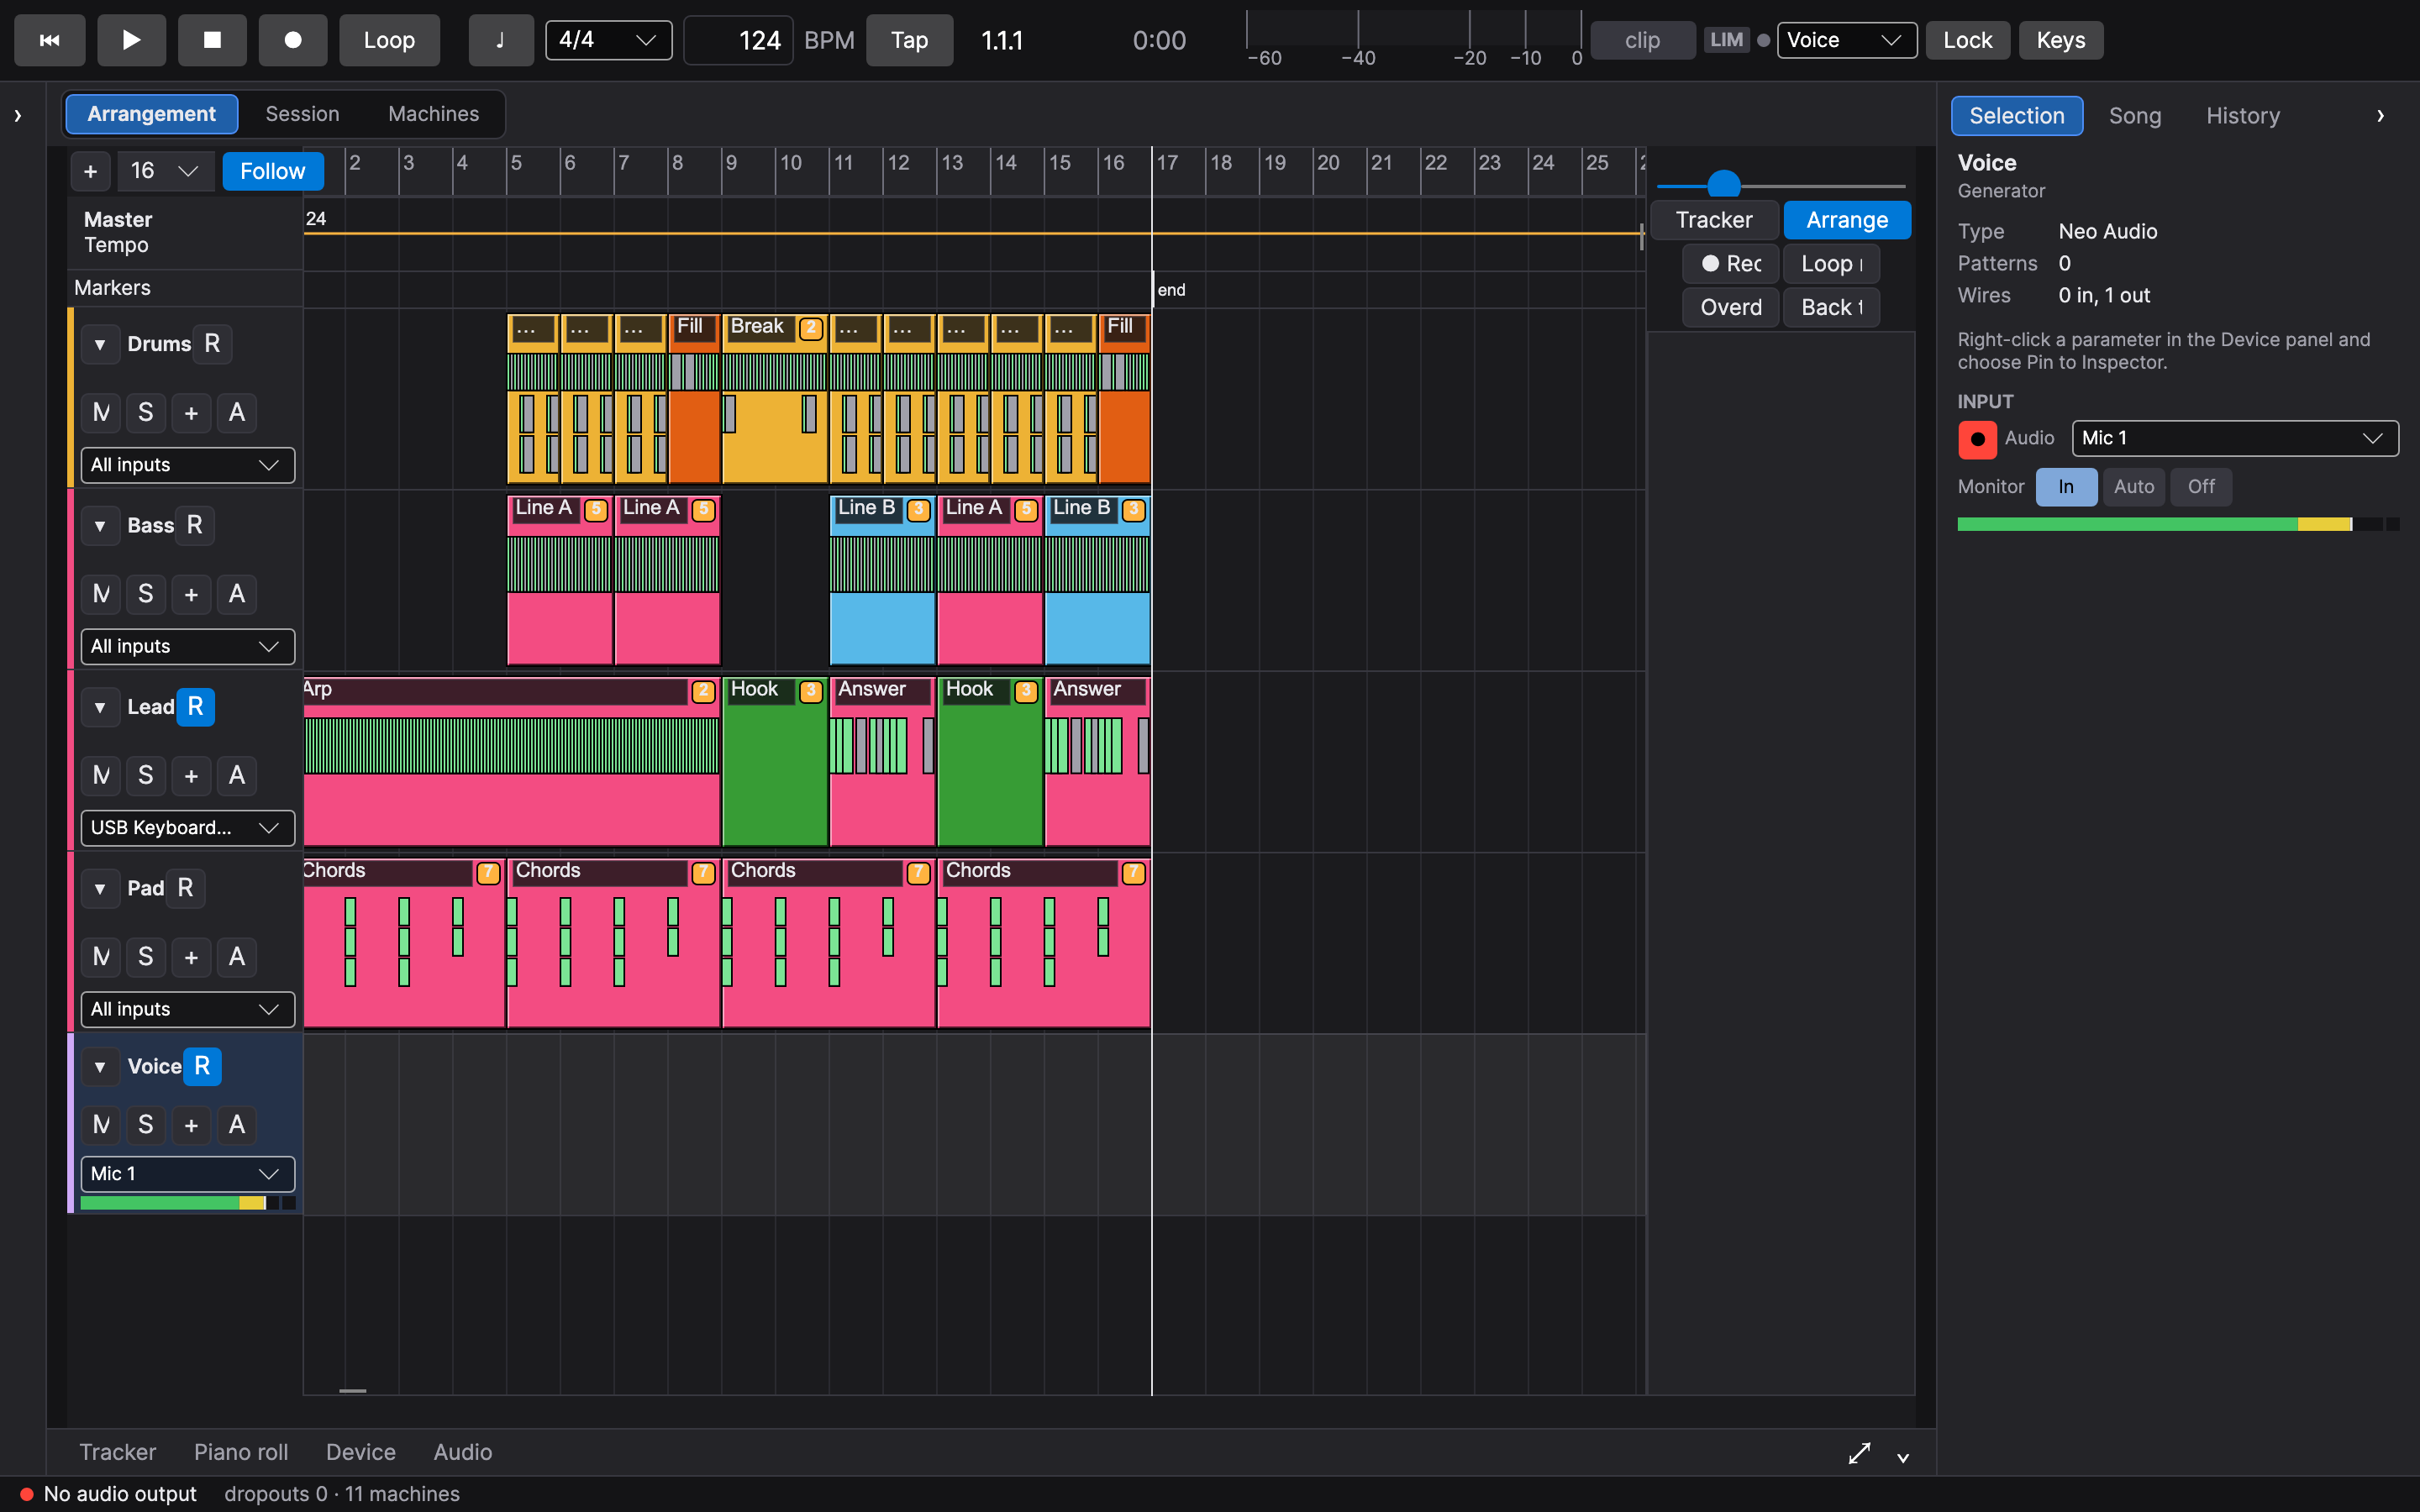 Loop 4/4 124 BPM Tap 1.1.1 0:00 −60 −40 −20 −10 0 clip LIM Voice Lock Keys
Arrangement Session Machines
Selection Song History
+ 16 Follow 2 3 4 5 6 7 8 9 10 11 12 13 14 15 16 17 18 19 20 21 22 23 24 25
Master
Tempo
24
Tracker Arrange
Rec Loop
Overd Back t
Markers
end
Drums R
... ... ... Fill Break 2 ... ... ... ... ... Fill
M S + A
All inputs
Bass R
Line A 5 Line A 5 Line B 3 Line A 5 Line B 3
M S + A
All inputs
Lead R
Arp 2 Hook 3 Answer Hook 3 Answer
M S + A
USB Keyboard...
Pad R
Chords 7 Chords 7 Chords 7 Chords 7
M S + A
All inputs
Voice R
M S + A
Mic 1
Voice
Generator
Type Neo Audio
Patterns 0
Wires 0 in, 1 out
Right-click a parameter in the Device panel and
choose Pin to Inspector.
INPUT
Audio Mic 1
Monitor In Auto Off
Tracker Piano roll Device Audio
No audio output dropouts 0 · 11 machines